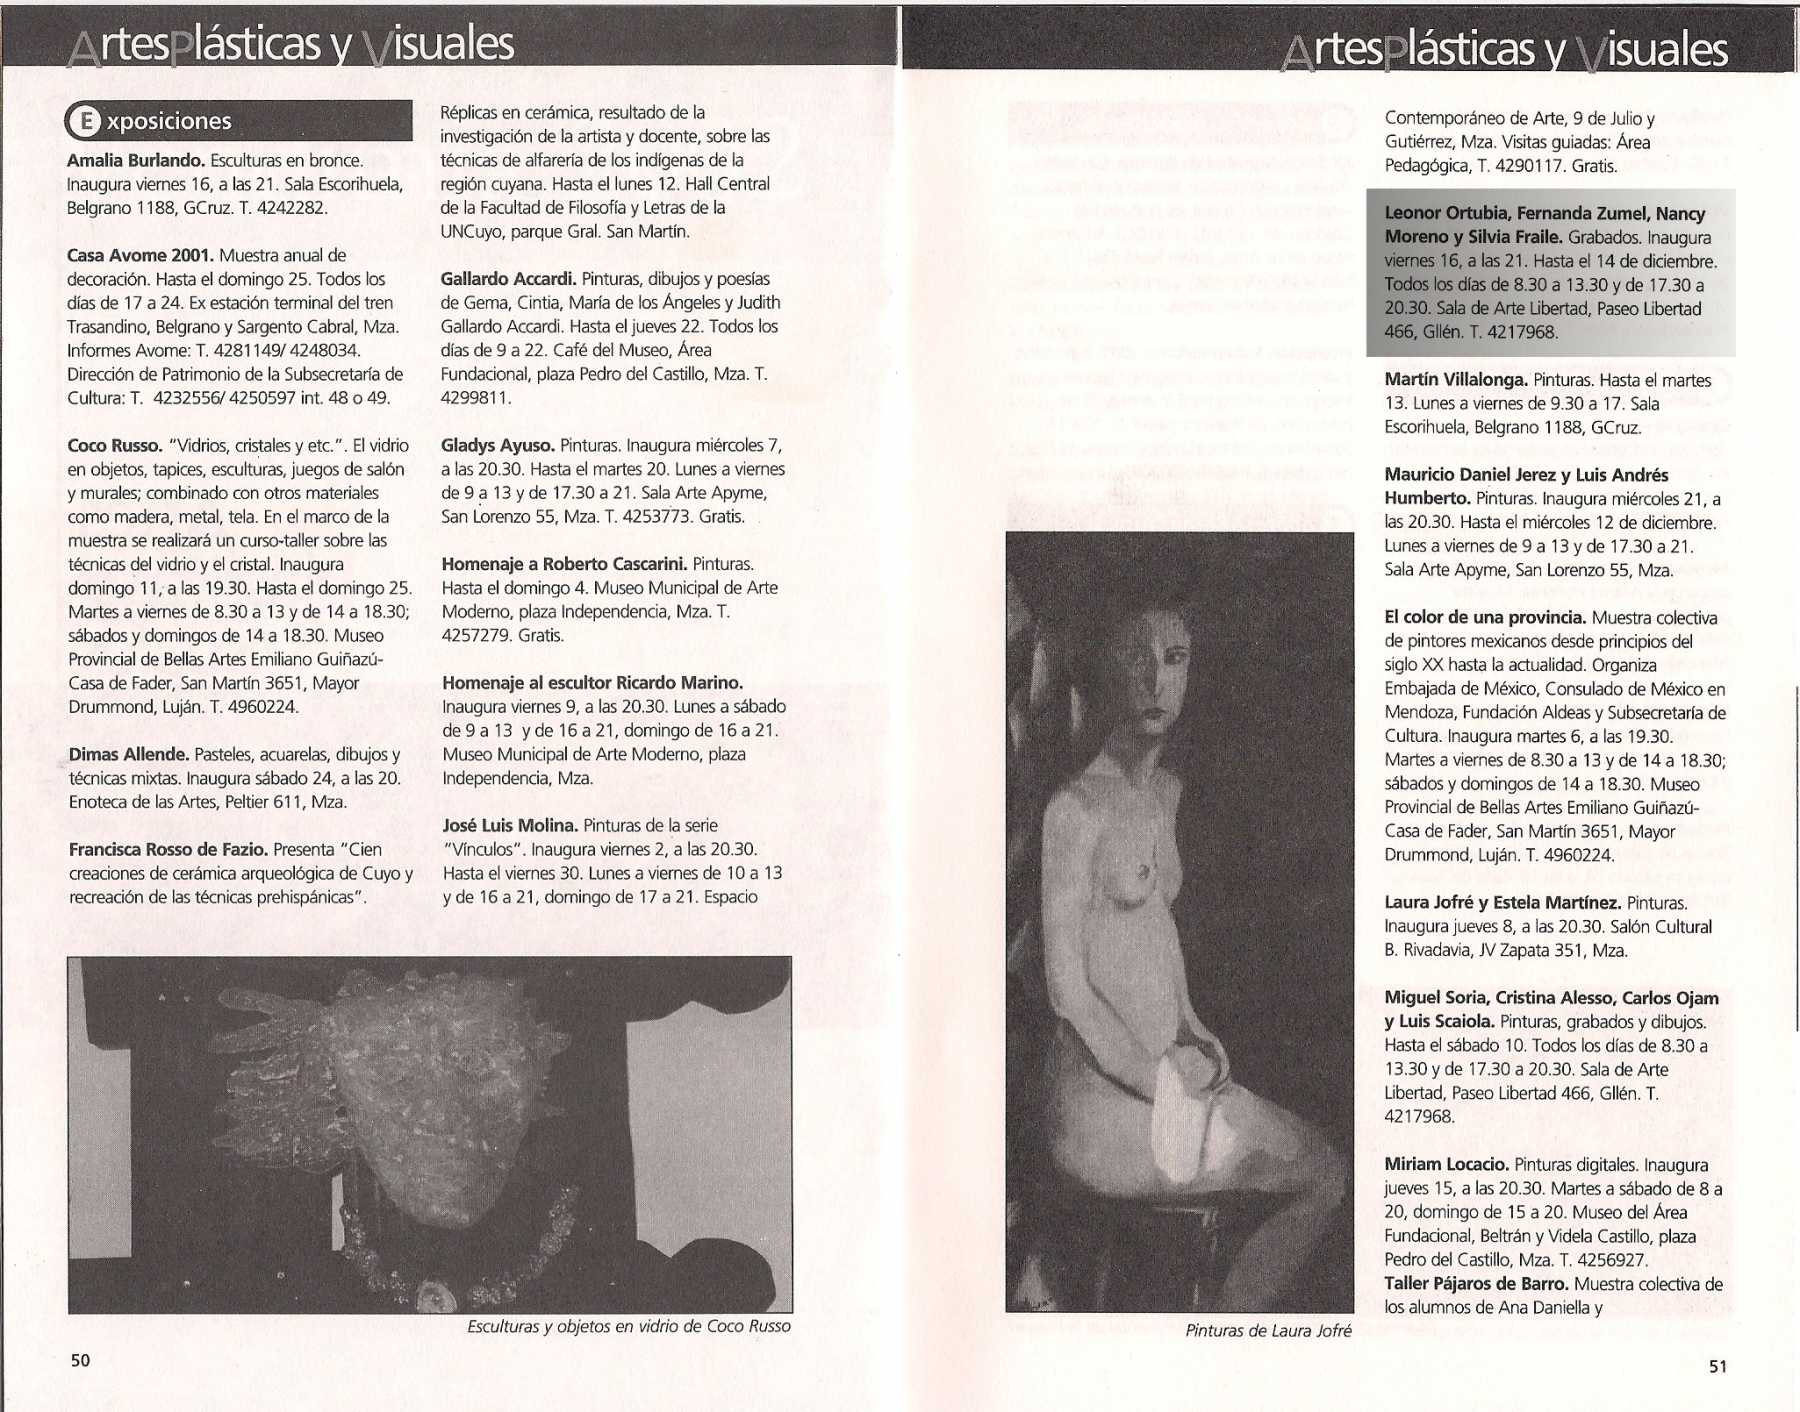 Artes Plásticas y Visuales
Exposiciones
Amalia Burlando. Esculturas en bronce.
Inaugura viernes 16, a las 21. Sala Escorihuela,
Belgrano 1188, GCruz. T. 4242282.
Casa Avome 2001. Muestra anual de
decoración. Hasta el domingo 25. Todos los
días de 17 a 24. Ex estación terminal del tren
Trasandino, Belgrano y Sargento Cabral, Mza.
Informes Avome: T. 4281149/ 4248034.
Dirección de Patrimonio de la Subsecretaría de
Cultura: T. 4232556/ 4250597 int. 48 o 49.
Coco Russo. "Vidrios, cristales y etc.". El vidrio
en objetos, tapices, esculturas, juegos de salón
y murales; combinado con otros materiales
como madera, metal, tela. En el marco de la
muestra se realizará un curso-taller sobre las
técnicas del vidrio y el cristal. Inaugura
domingo 11, a las 19.30. Hasta el domingo 25.
Martes a viernes de 8.30 a 13 y de 14 a 18.30;
sábados y domingos de 14 a 18.30. Museo
Provincial de Bellas Artes Emiliano Guiñazú-
Casa de Fader, San Martín 3651, Mayor
Drummond, Luján. T. 4960224.
Dimas Allende. Pasteles, acuarelas, dibujos y
técnicas mixtas. Inaugura sábado 24, a las 20.
Enoteca de las Artes, Peltier 611, Mza.
Francisca Rosso de Fazio. Presenta "Cien
creaciones de cerámica arqueológica de Cuyo y
recreación de las técnicas prehispánicas".
Réplicas en cerámica, resultado de la
investigación de la artista y docente, sobre las
técnicas de alfarería de los indígenas de la
región cuyana. Hasta el lunes 12. Hall Central
de la Facultad de Filosofía y Letras de la
UNCuyo, parque Gral. San Martín.
Gallardo Accardi. Pinturas, dibujos y poesías
de Gema, Cintia, María de los Ángeles y Judith
Gallardo Accardi. Hasta el jueves 22. Todos los
días de 9 a 22. Café del Museo, Área
Fundacional, plaza Pedro del Castillo, Mza. T.
4299811.
Gladys Ayuso. Pinturas. Inaugura miércoles 7,
a las 20.30. Hasta el martes 20. Lunes a viernes
de 9 a 13 y de 17.30 a 21. Sala Arte Apyme,
San Lorenzo 55, Mza. T. 4253773. Gratis.
Homenaje a Roberto Cascarini. Pinturas.
Hasta el domingo 4. Museo Municipal de Arte
Moderno, plaza Independencia, Mza. T.
4257279. Gratis.
Homenaje al escultor Ricardo Marino.
Inaugura viernes 9, a las 20.30. Lunes a sábado
de 9 a 13 y de 16 a 21, domingo de 16 a 21.
Museo Municipal de Arte Moderno, plaza
Independencia, Mza.
José Luis Molina. Pinturas de la serie
"Vínculos". Inaugura viernes 2, a las 20.30.
Hasta el viernes 30. Lunes a viernes de 10 a 13
y de 16 a 21, domingo de 17 a 21. Espacio
Esculturas y objetos en vidrio de Coco Russo
50
Artes Plásticas y Visuales
Contemporáneo de Arte, 9 de Julio y
Gutiérrez, Mza. Visitas guiadas: Área
Pedagógica, T. 4290117. Gratis.
Leonor Ortubia, Fernanda Zumel, Nancy
Moreno y Silvia Fraile. Grabados. Inaugura
viernes 16, a las 21. Hasta el 14 de diciembre.
Todos los días de 8.30 a 13.30 y de 17.30 a
20.30. Sala de Arte Libertad, Paseo Libertad
466, Gllén. T. 4217968.
Martín Villalonga. Pinturas. Hasta el martes
13. Lunes a viernes de 9.30 a 17. Sala
Escorihuela, Belgrano 1188, GCruz.
Mauricio Daniel Jerez y Luis Andrés
Humberto. Pinturas. Inaugura miércoles 21, a
las 20.30. Hasta el miércoles 12 de diciembre.
Lunes a viernes de 9 a 13 y de 17.30 a 21.
Sala Arte Apyme, San Lorenzo 55, Mza.
El color de una provincia. Muestra colectiva
de pintores mexicanos desde principios del
siglo XX hasta la actualidad. Organiza
Embajada de México, Consulado de México en
Mendoza, Fundación Aldeas y Subsecretaría de
Cultura. Inaugura martes 6, a las 19.30.
Martes a viernes de 8.30 a 13 y de 14 a 18.30;
sábados y domingos de 14 a 18.30. Museo
Provincial de Bellas Artes Emiliano Guiñazú-
Casa de Fader, San Martín 3651, Mayor
Drummond, Luján. T. 4960224.
Laura Jofré y Estela Martínez. Pinturas.
Inaugura jueves 8, a las 20.30. Salón Cultural
B. Rivadavia, JV Zapata 351, Mza.
Miguel Soria, Cristina Alesso, Carlos Ojam
y Luis Scaiola. Pinturas, grabados y dibujos.
Hasta el sábado 10. Todos los días de 8.30 a
13.30 y de 17.30 a 20.30. Sala de Arte
Libertad, Paseo Libertad 466, Gllén. T.
4217968.
Miriam Locacio. Pinturas digitales. Inaugura
jueves 15, a las 20.30. Martes a sábado de 8 a
20, domingo de 15 a 20. Museo del Área
Fundacional, Beltrán y Videla Castillo, plaza
Pedro del Castillo, Mza. T. 4256927.
Taller Pájaros de Barro. Muestra colectiva de
los alumnos de Ana Daniella y
Pinturas de Laura Jofré
51